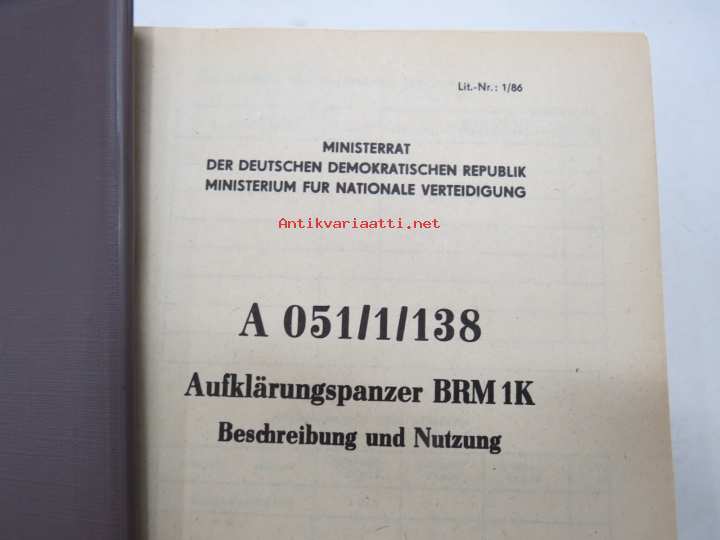 Lit.-Nr.: 1/86
MINISTERRAT
DER DEUTSCHEN DEMOKRATISCHEN REPUBLIK
MINISTERIUM FUR NATIONALE VERTEIDIGUNG
Antikvariaatti.net
A 051/1/138
Aufklärungspanzer BRM 1K
Beschreibung und Nutzung